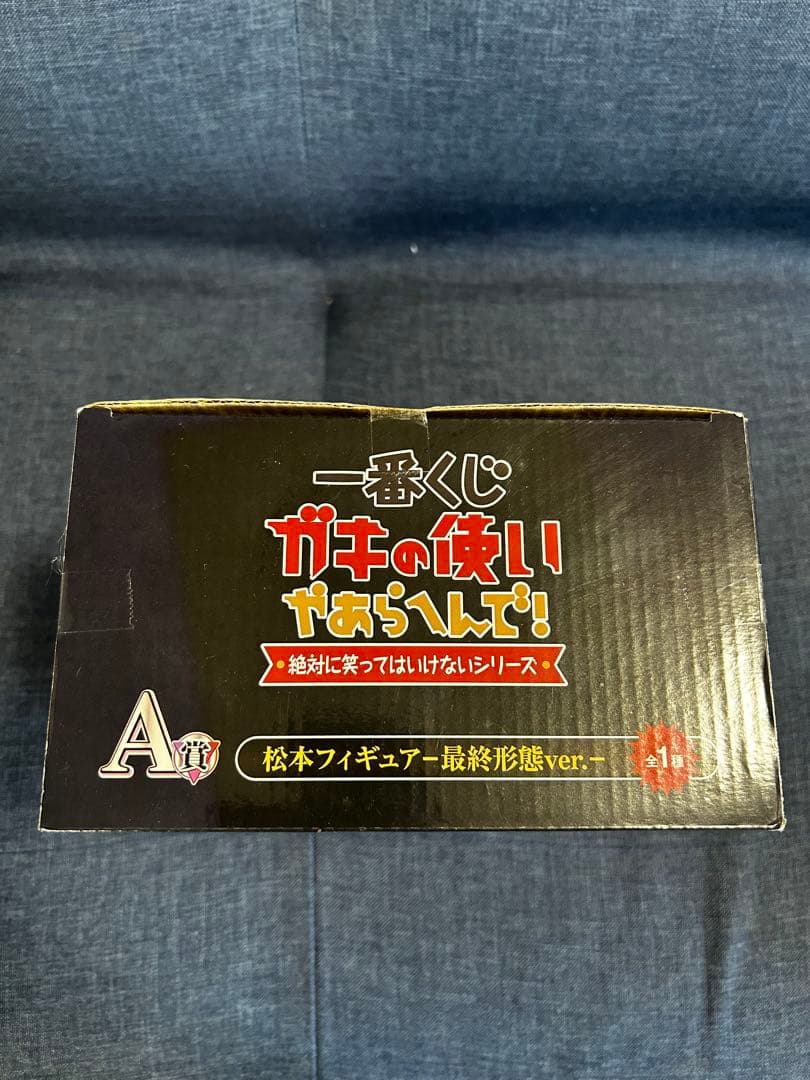 一番くじ
ガキの使い
やあらへんで!
絶対に笑ってはいけないシリーズ
A賞
松本フィギュアー最終形態ver.ー
全1種